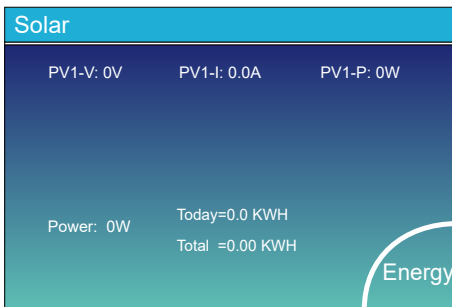 Solar
PV1-V: 0V PV1-I: 0.0A PV1-P: 0W
Today=0.0 KWH
Power: 0W
Total =0.00 KWH
Energy